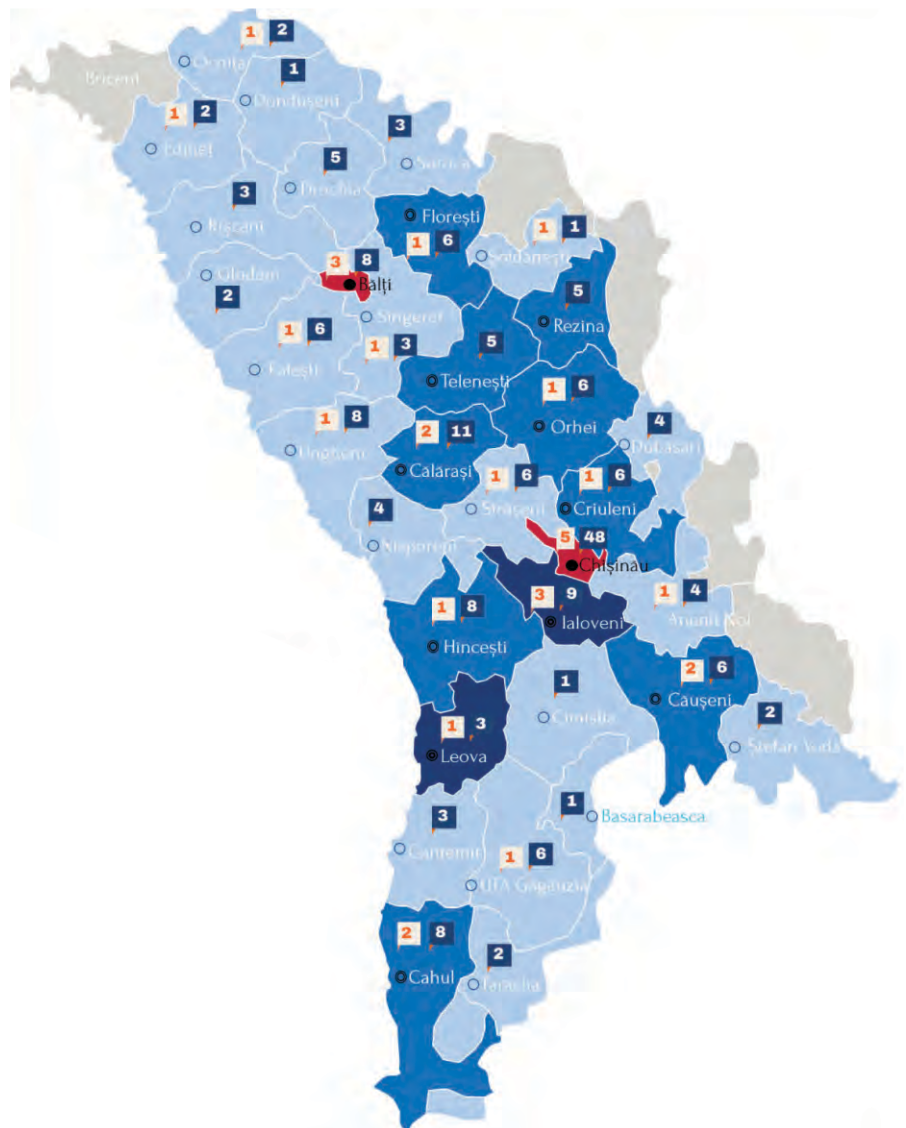 1 2
Ocnița
Briceni
1
Dondușeni
1 2
Edineț
3
Soroca
5
Drochia
3
Rîșcani
Florești
1 6
1 1
Șoldănești
3 8
Bălți
Glodeni
2
5
Rezina
Sîngerei
1 3
1 6
Fălești
5
Telenești
1 6
Orhei
1 8
Ungheni
2 11
Călărași
4
Dubăsari
1 6
Strășeni
1 6
Criuleni
4
Nisporeni
5 48
Chișinău
1 4
Anenii Noi
3 9
Ialoveni
1 8
Hîncești
2 6
Căușeni
1
Cimișlia
2
Ștefan Vodă
1 3
Leova
1
Basarabeasca
3
Cantemir
1 6
UTA Găgăuzia
2 8
Cahul
2
Taraclia